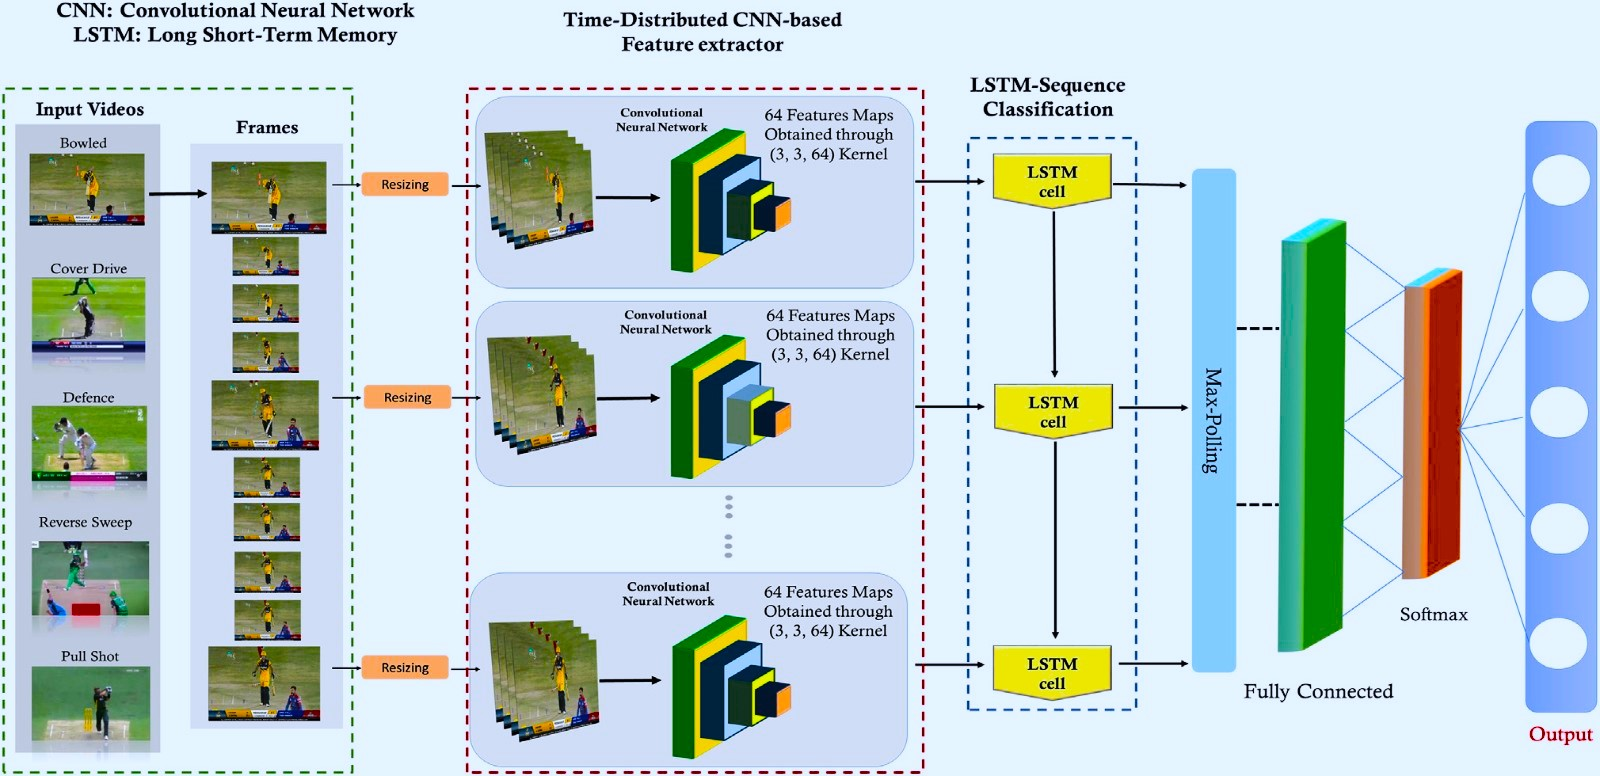 CNN: Convolutional Neural Network
LSTM: Long Short-Term Memory
Time-Distributed CNN-based
Feature extractor
LSTM-Sequence
Classification
Input Videos
Frames
Bowled
Cover Drive
Defence
Reverse Sweep
Pull Shot
Resizing
Resizing
Resizing
Convolutional
Neural Network
64 Features Maps
Obtained through
(3, 3, 64) Kernel
Convolutional
Neural Network
64 Features Maps
Obtained through
(3, 3, 64) Kernel
Convolutional
Neural Network
64 Features Maps
Obtained through
(3, 3, 64) Kernel
LSTM
cell
LSTM
cell
LSTM
cell
Max-Polling
Fully Connected
Softmax
Output